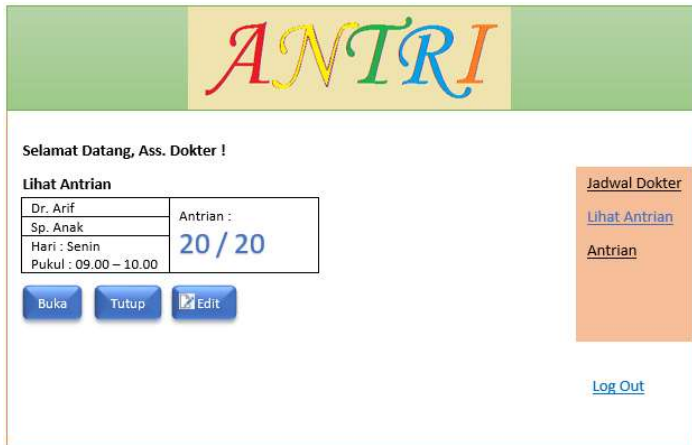 ANTRI
Selamat Datang, Ass. Dokter !
Lihat Antrian
Dr. Arif
Sp. Anak
Hari : Senin
Pukul : 09.00 – 10.00
Antrian :
20 / 20
Buka
Tutup
Edit
Jadwal Dokter
Lihat Antrian
Antrian
Log Out